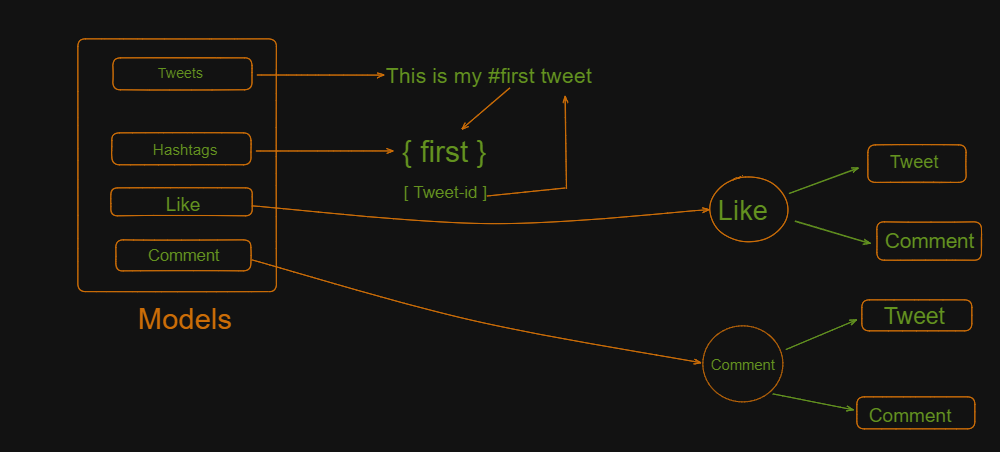 Tweets
This is my #first tweet
Hashtags
{ first }
[ Tweet-id ]
Like
Comment
Models
Like
Tweet
Comment
Comment
Tweet
Comment